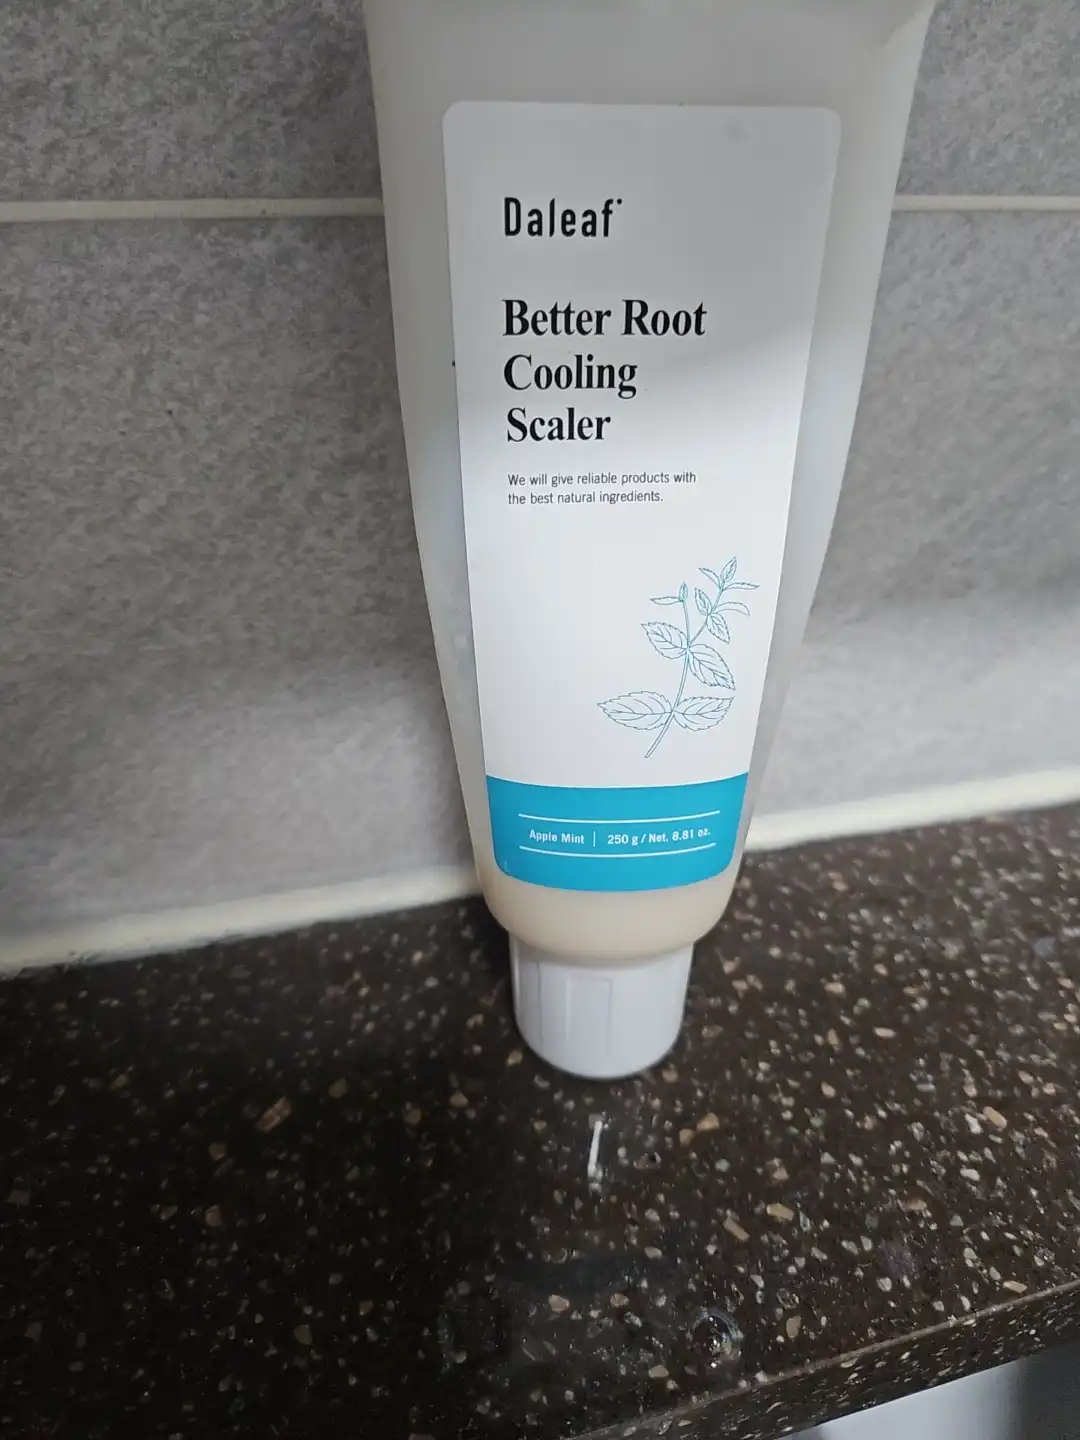 Daleaf
Better Root
Cooling
Scaler
We will give reliable products with
the best natural ingredients.
Apple Mint | 250 g / Net. 8.81 oz.